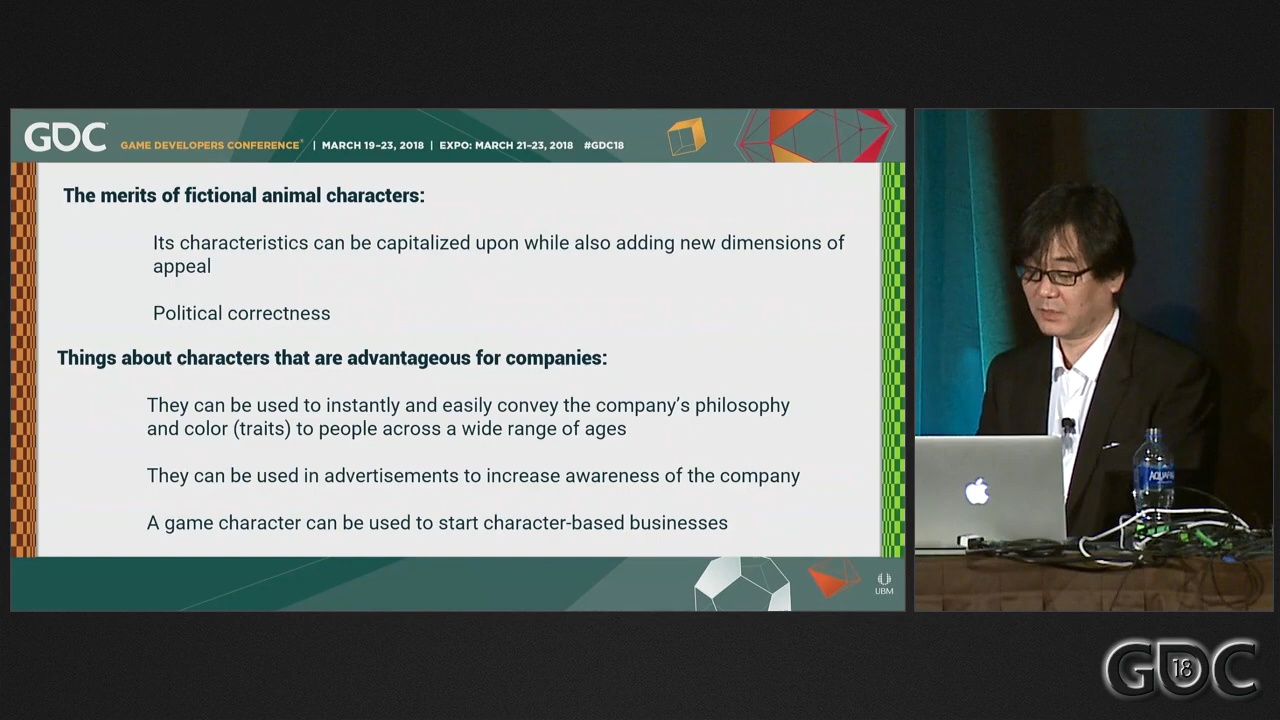 GDC GAME DEVELOPERS CONFERENCE® | MARCH 19–23, 2018 | EXPO: MARCH 21–23, 2018 #GDC18
The merits of fictional animal characters:
Its characteristics can be capitalized upon while also adding new dimensions of
appeal
Political correctness
Things about characters that are advantageous for companies:
They can be used to instantly and easily convey the company's philosophy
and color (traits) to people across a wide range of ages
They can be used in advertisements to increase awareness of the company
A game character can be used to start character-based businesses
UBM
AQUAFINA
GDC 18